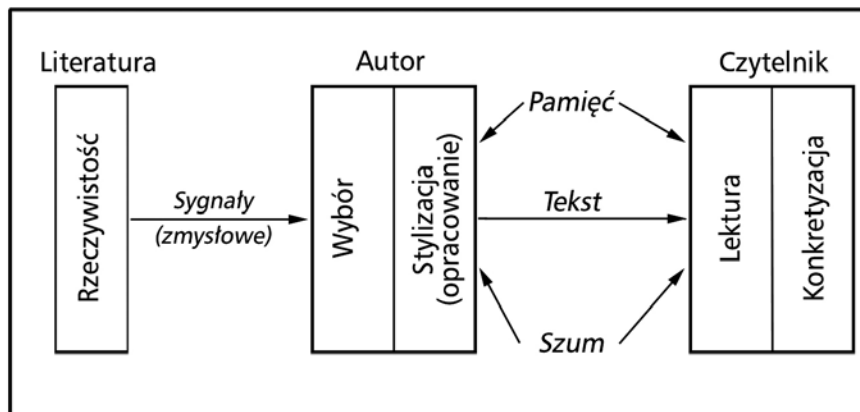 Literatura
Autor
Czytelnik
Rzeczywistość
Sygnały
(zmysłowe)
Wybór
Stylizacja
(opracowanie)
Pamięć
Tekst
Szum
Lektura
Konkretyzacja